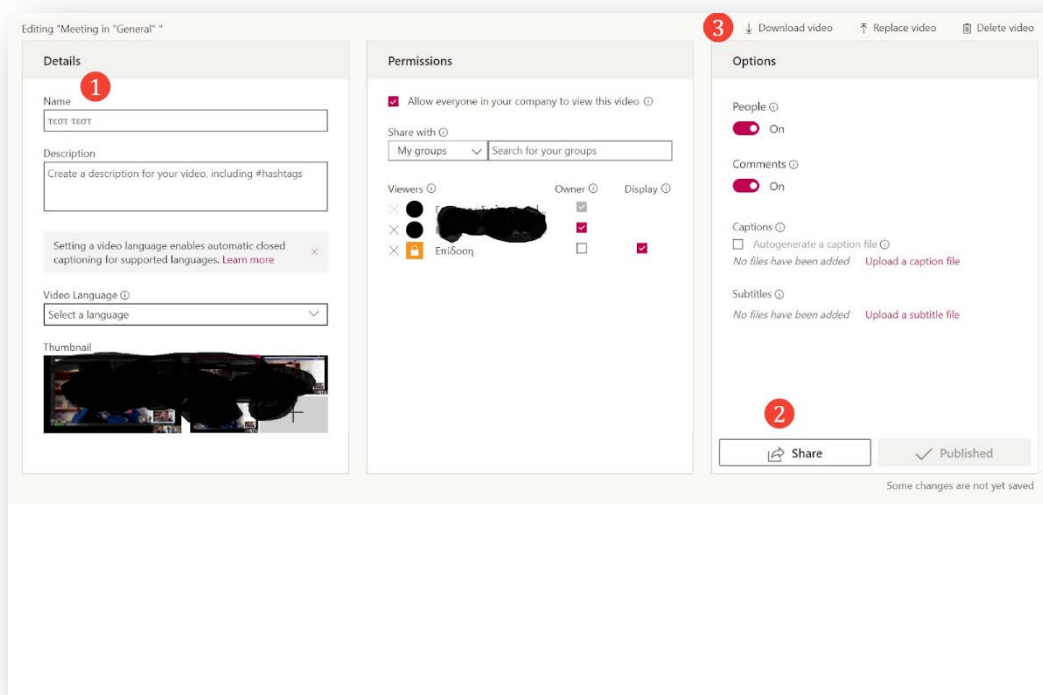 Editing "Meeting in "General" "
3
Download video
Replace video
Delete video
Details
1
Name
τεστ τεστ
Description
Create a description for your video, including #hashtags
Setting a video language enables automatic closed
captioning for supported languages. Learn more
Video Language
Select a language
Thumbnail
Permissions
Allow everyone in your company to view this video
Share with
My groups
Search for your groups
Viewers Owner Display
Επίδοση
Options
People
On
Comments
On
Captions
Autogenerate a caption file
No files have been added Upload a caption file
Subtitles
No files have been added Upload a subtitle file
2
Share
Published
Some changes are not yet saved